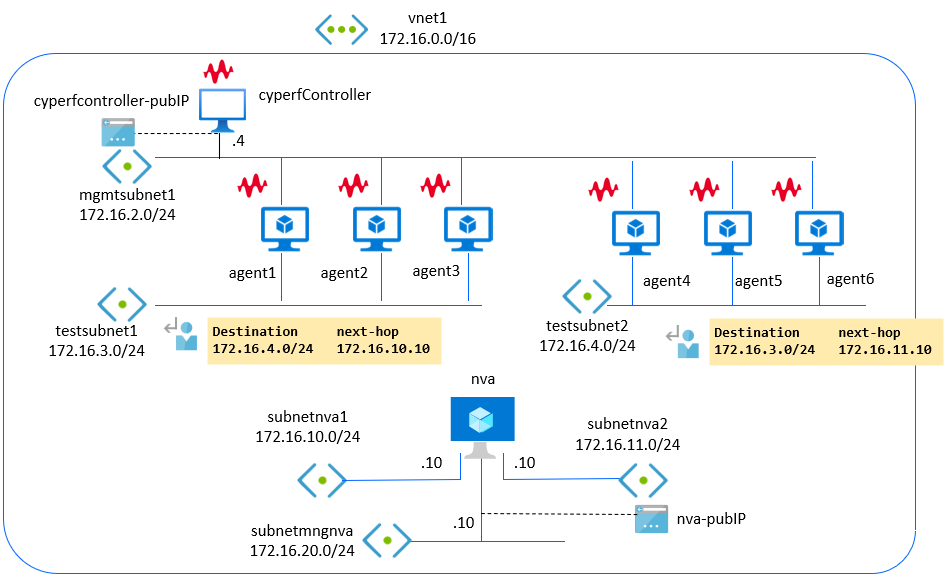 vnet1
172.16.0.0/16
cyperfController
cyperfcontroller-pubIP
.4
mgmtsubnet1
172.16.2.0/24
agent1
agent2
agent3
agent4
agent5
agent6
testsubnet1
172.16.3.0/24
Destination next-hop
172.16.4.0/24 172.16.10.10
testsubnet2
172.16.4.0/24
Destination next-hop
172.16.3.0/24 172.16.11.10
nva
subnetnva1
172.16.10.0/24
subnetnva2
172.16.11.0/24
.10
.10
.10
nva-pubIP
subnetmngnva
172.16.20.0/24